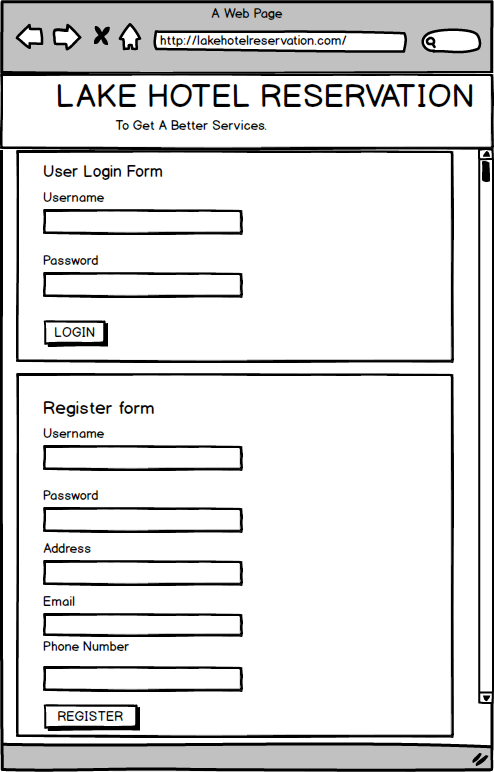 A Web Page
http://lakehotelreservation.com/
LAKE HOTEL RESERVATION
To Get A Better Services.
User Login Form
Username
Password
LOGIN
Register form
Username
Password
Address
Email
Phone Number
REGISTER